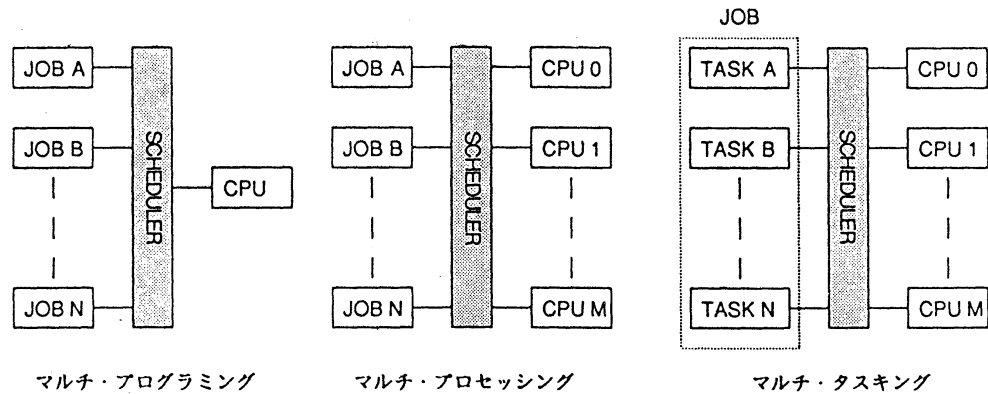 JOB A
JOB B
JOB N
SCHEDULER
CPU
マルチ・プログラミング
JOB A
JOB B
JOB N
SCHEDULER
CPU 0
CPU 1
CPU M
マルチ・プロセッシング
JOB
TASK A
TASK B
TASK N
SCHEDULER
CPU 0
CPU 1
CPU M
マルチ・タスキング